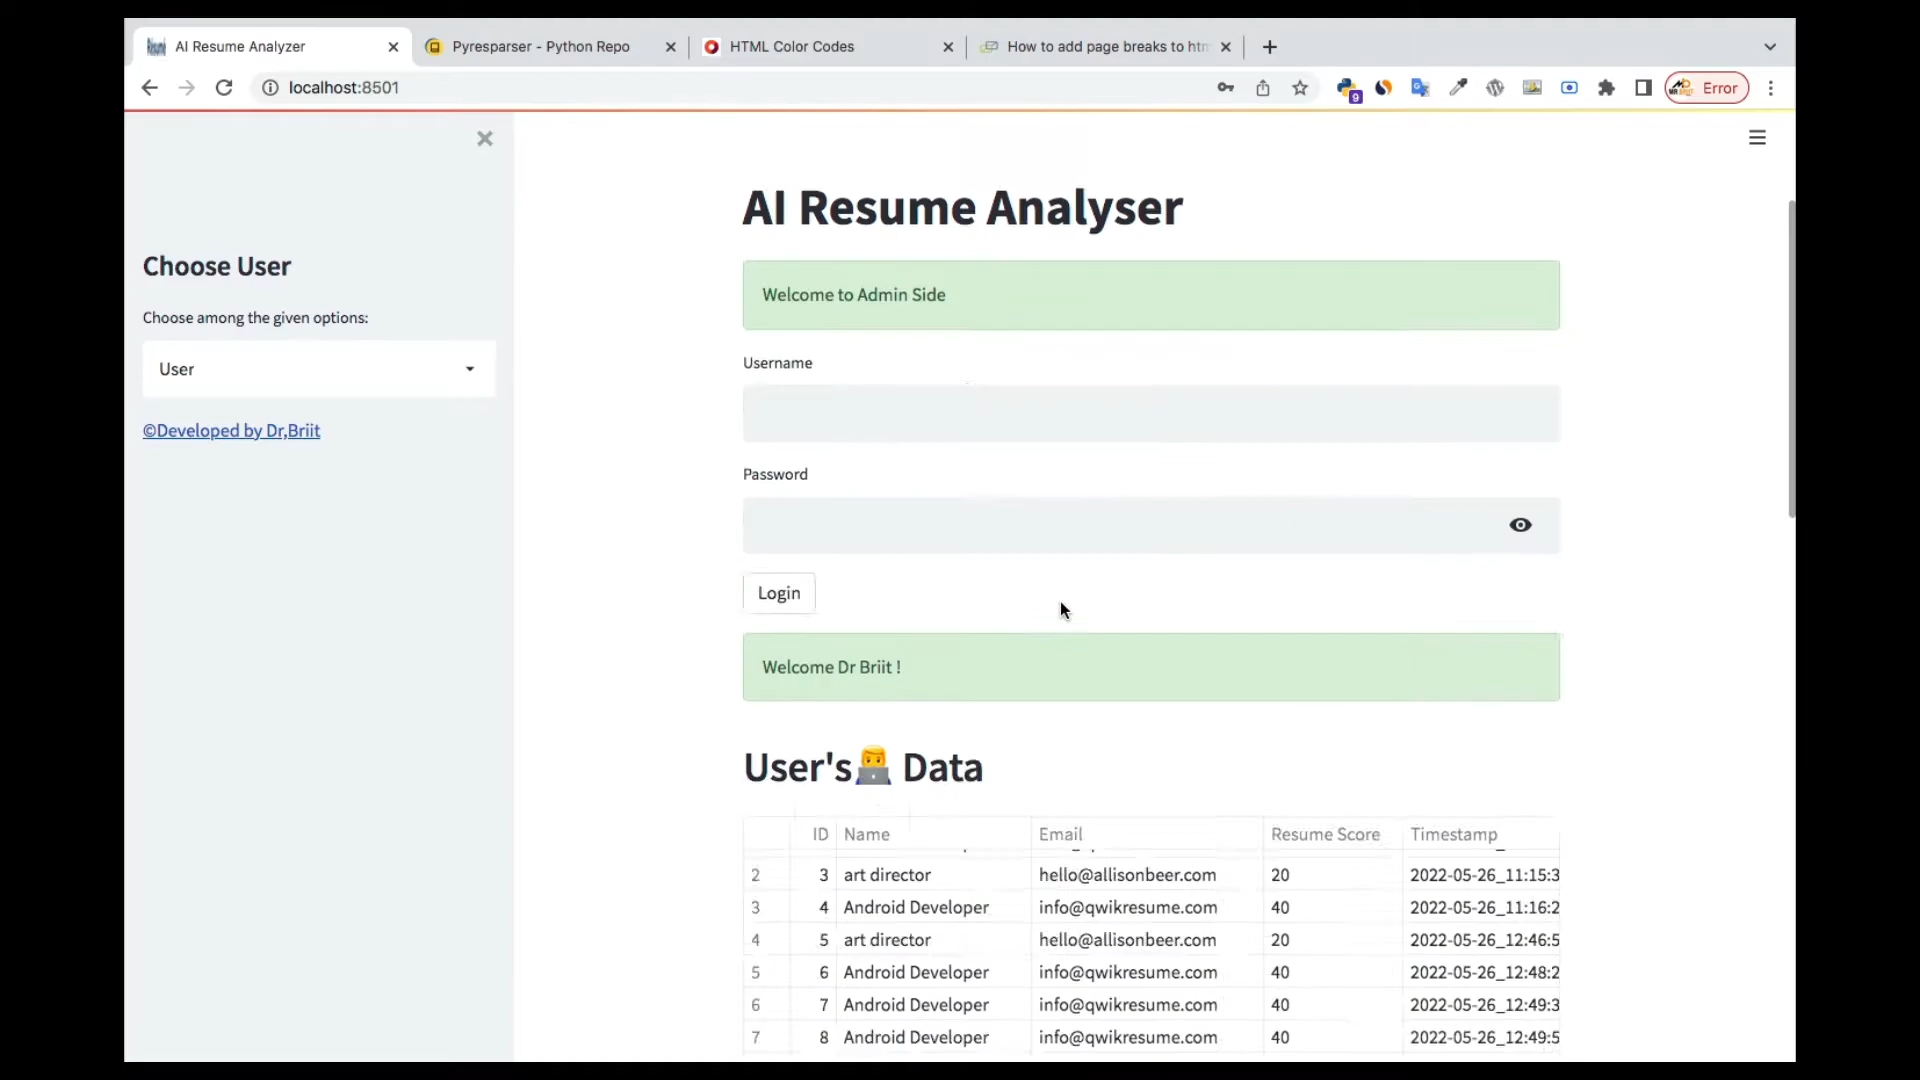 AI Resume Analyzer
Pyresparser - Python Repo
HTML Color Codes
How to add page breaks to htm
localhost:8501
9
Error
AI Resume Analyser
Choose User
Choose among the given options:
User
©Developed by Dr,Briit
Welcome to Admin Side
Username
Password
Login
Welcome Dr Briit !
User's Data
ID Name Email Resume Score Timestamp
2 3 art director hello@allisonbeer.com 20 2022-05-26_11:15:3
3 4 Android Developer info@qwikresume.com 40 2022-05-26_11:16:2
4 5 art director hello@allisonbeer.com 20 2022-05-26_12:46:5
5 6 Android Developer info@qwikresume.com 40 2022-05-26_12:48:2
6 7 Android Developer info@qwikresume.com 40 2022-05-26_12:49:3
7 8 Android Developer info@qwikresume.com 40 2022-05-26_12:49:5